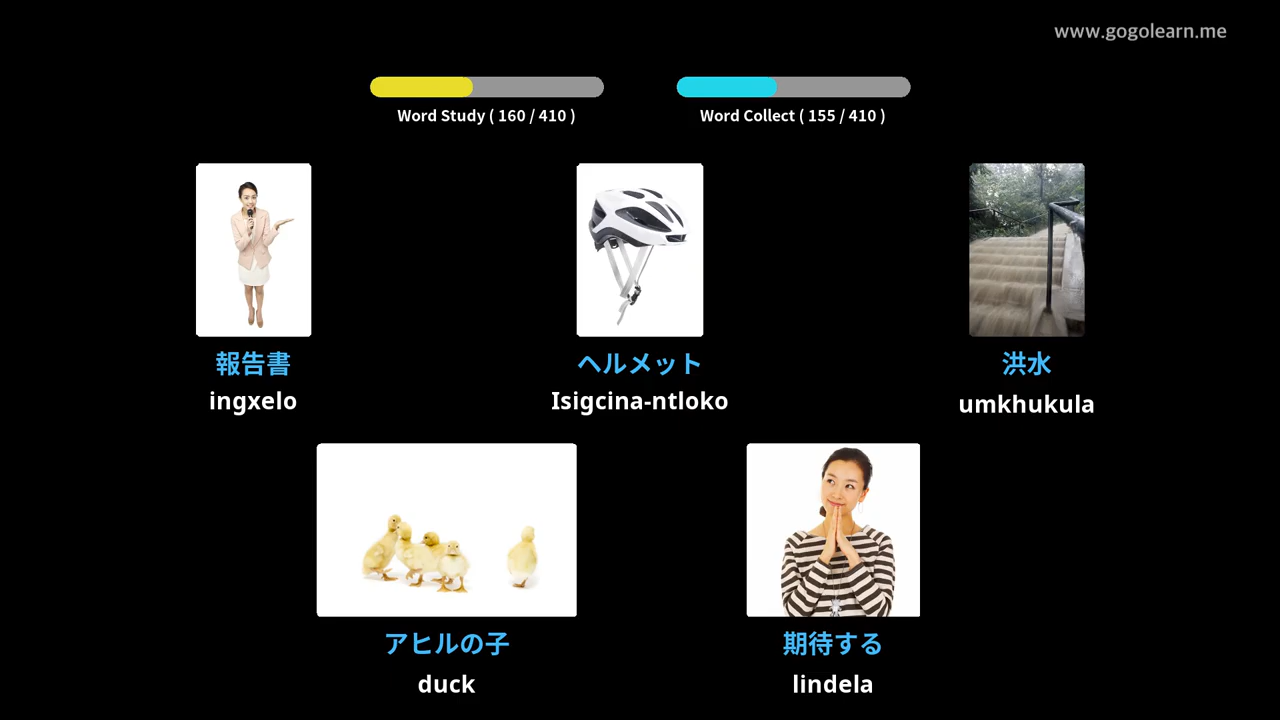 www.gogolearn.me
Word Study ( 160 / 410 )
Word Collect ( 155 / 410 )
報告書
ingxelo
ヘルメット
Isigcina-ntloko
洪水
umkhukula
アヒルの子
duck
期待する
lindela